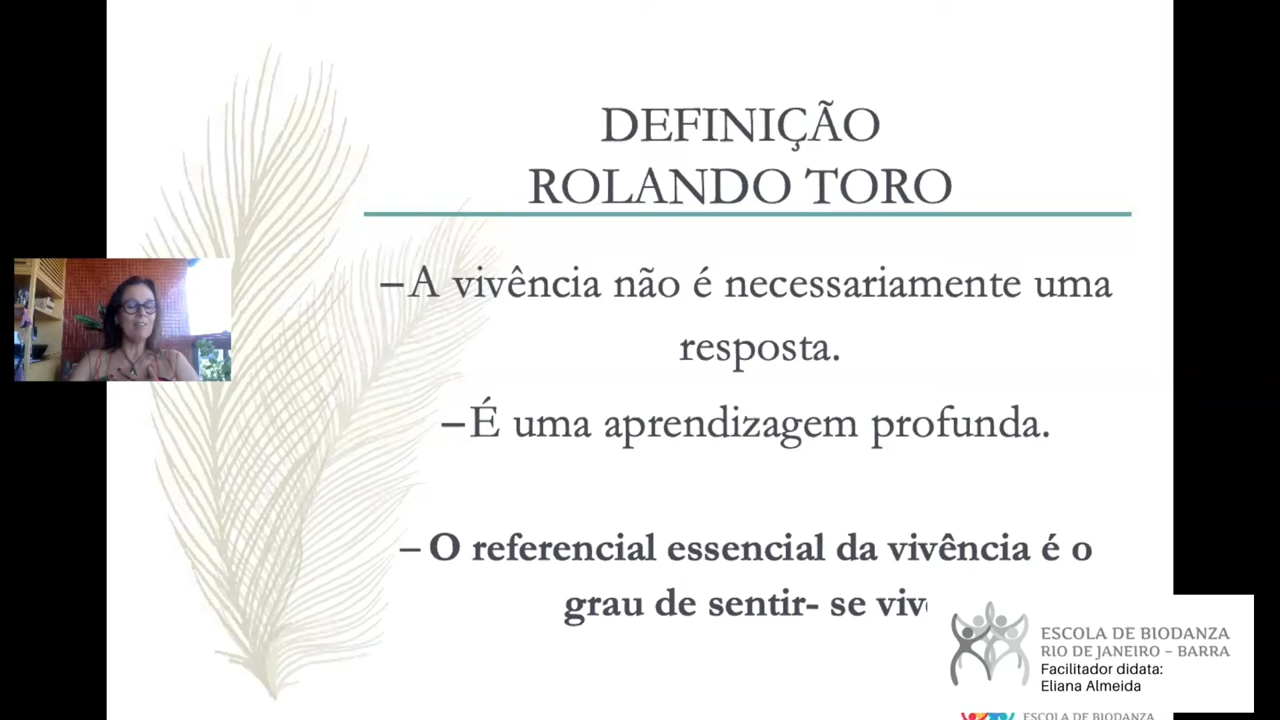 DEFINIÇÃO
ROLANDO TORO
–A vivência não é necessariamente uma
resposta.
–É uma aprendizagem profunda.
– O referencial essencial da vivência é o
grau de sentir- se
ESCOLA DE BIODANZA
RIO DE JANEIRO – BARRA
Facilitador didata:
Eliana Almeida
ESCOLA DE BIODANZA